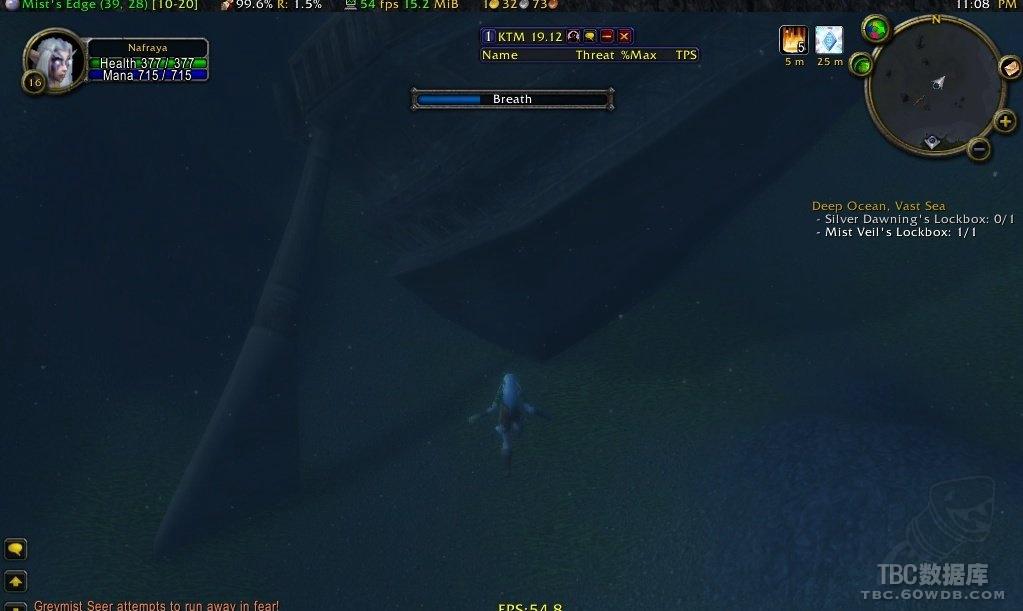 Mist's Edge (39, 28) [10-20]
99.6% R: 1.5%
54 fps 15.2 MiB
1 32 73
11:08 PM
Nafraya
Health 377/ 377
Mana 715/ 715
16
1 KTM 19.12
Name Threat %Max TPS
Breath
5
5 m 25 m
N
Deep Ocean, Vast Sea
- Silver Dawning's Lockbox: 0/1
- Mist Veil's Lockbox: 1/1
Greymist Seer attempts to run away in fear!
FPS:54.8
TBC数据库
TBC.60WDB.COM